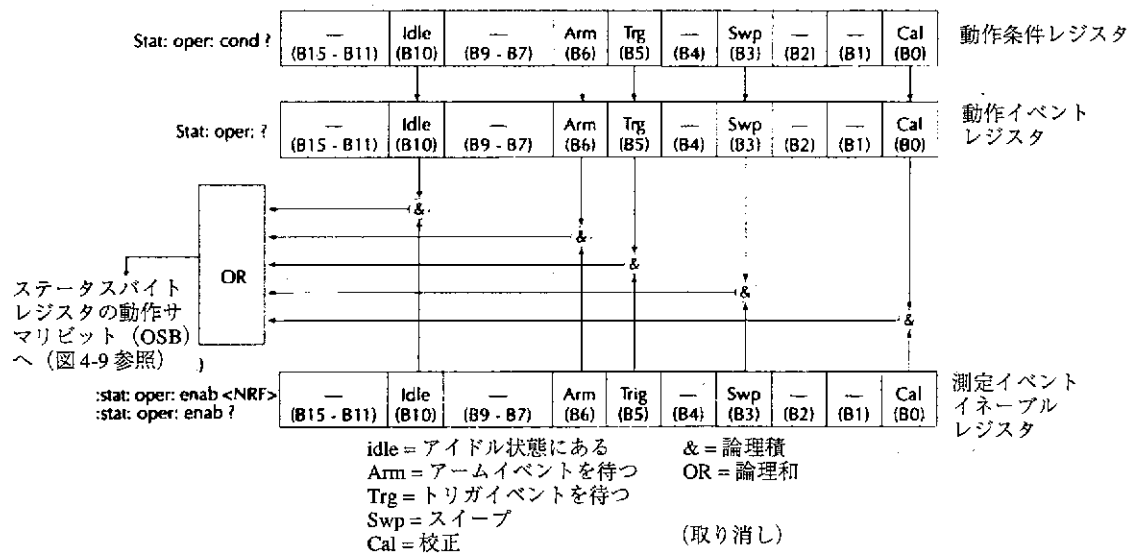 Stat: oper: cond ?
— Idle — Arm Trg — Swp — — Cal
(B15 - B11) (B10) (B9 - B7) (B6) (B5) (B4) (B3) (B2) (B1) (B0)
動作条件レジスタ
Stat: oper: ?
— Idle — Arm Trg — Swp — — Cal
(B15 - B11) (B10) (B9 - B7) (B6) (B5) (B4) (B3) (B2) (B1) (B0)
動作イベント
レジスタ
&
&
&
&
&
OR
ステータスバイト
レジスタの動作サ
マリビット（OSB）
へ（図 4-9 参照）
)
:stat: oper: enab <NRF>
:stat: oper: enab ?
— Idle — Arm Trig — Swp — — Cal
(B15 - B11) (B10) (B9 - B7) (B6) (B5) (B4) (B3) (B2) (B1) (B0)
測定イベント
イネーブル
レジスタ
idle = アイドル状態にある
Arm = アームイベントを待つ
Trg = トリガイベントを待つ
Swp = スイープ
Cal = 校正
& = 論理積
OR = 論理和
(取り消し)